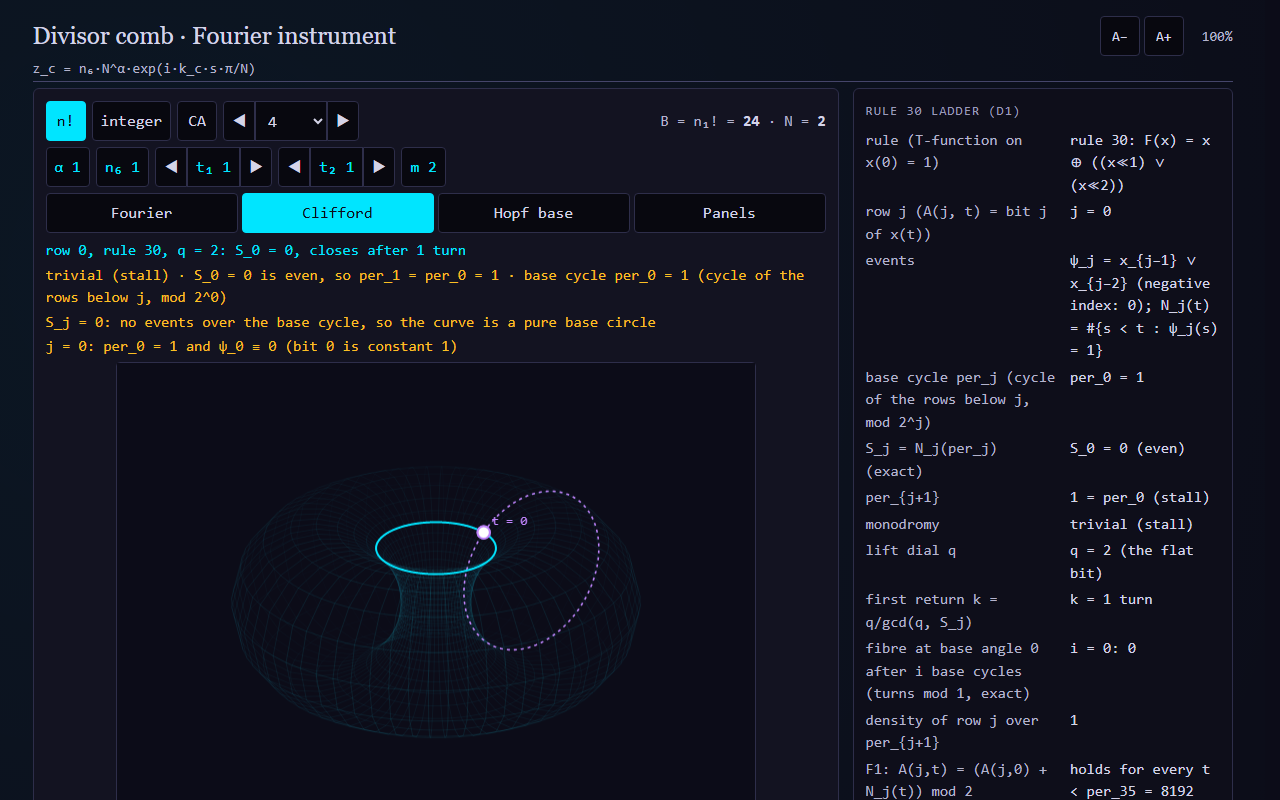 Divisor comb · Fourier instrument
A− A+ 100%
z_c = n₆·N^α·exp(i·k_c·s·π/N)
n! integer CA ◀ 4 ▶ B = n₁! = 24 · N = 2
α 1 n₆ 1 ◀ t₁ 1 ▶ ◀ t₂ 1 ▶ m 2
Fourier Clifford Hopf base Panels
row 0, rule 30, q = 2: S_0 = 0, closes after 1 turn
trivial (stall) · S_0 = 0 is even, so per_1 = per_0 = 1 · base cycle per_0 = 1 (cycle of the
rows below j, mod 2^0)
S_j = 0: no events over the base cycle, so the curve is a pure base circle
j = 0: per_0 = 1 and ψ_0 ≡ 0 (bit 0 is constant 1)
t = 0
RULE 30 LADDER (D1)
rule (T-function on
x(0) = 1)
rule 30: F(x) = x
⊕ ((x≪1) ∨
(x≪2))
row j (A(j, t) = bit j
of x(t))
j = 0
events
ψ_j = x_{j−1} ∨
x_{j−2} (negative
index: 0); N_j(t)
= #{s < t : ψ_j(s)
= 1}
base cycle per_j (cycle
of the rows below j,
mod 2^j)
per_0 = 1
S_j = N_j(per_j)
(exact)
S_0 = 0 (even)
per_{j+1}
1 = per_0 (stall)
monodromy
trivial (stall)
lift dial q
q = 2 (the flat
bit)
first return k =
q/gcd(q, S_j)
k = 1 turn
fibre at base angle 0
after i base cycles
(turns mod 1, exact)
i = 0: 0
density of row j over
per_{j+1}
1
F1: A(j,t) = (A(j,0) +
N_j(t)) mod 2
holds for every t
< per_35 = 8192